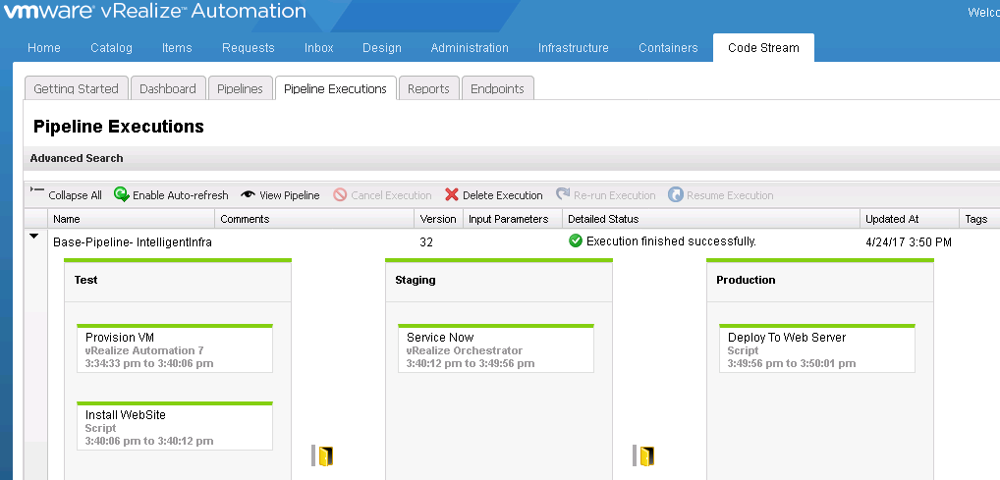 vmware® vRealize™ Automation
Home Catalog Items Requests Inbox Design Administration Infrastructure Containers Code Stream
Getting Started Dashboard Pipelines Pipeline Executions Reports Endpoints
Pipeline Executions
Advanced Search
Collapse All Enable Auto-refresh View Pipeline Cancel Execution Delete Execution Re-run Execution Resume Execution
Name Comments Version Input Parameters Detailed Status Updated At Tags
Base-Pipeline- IntelligentInfra 32 Execution finished successfully. 4/24/17 3:50 PM
Test Staging Production
Provision VM Service Now Deploy To Web Server
vRealize Automation 7 vRealize Orchestrator Script
3:34:33 pm to 3:40:06 pm 3:40:12 pm to 3:49:56 pm 3:49:56 pm to 3:50:01 pm
Install WebSite
Script
3:40:06 pm to 3:40:12 pm